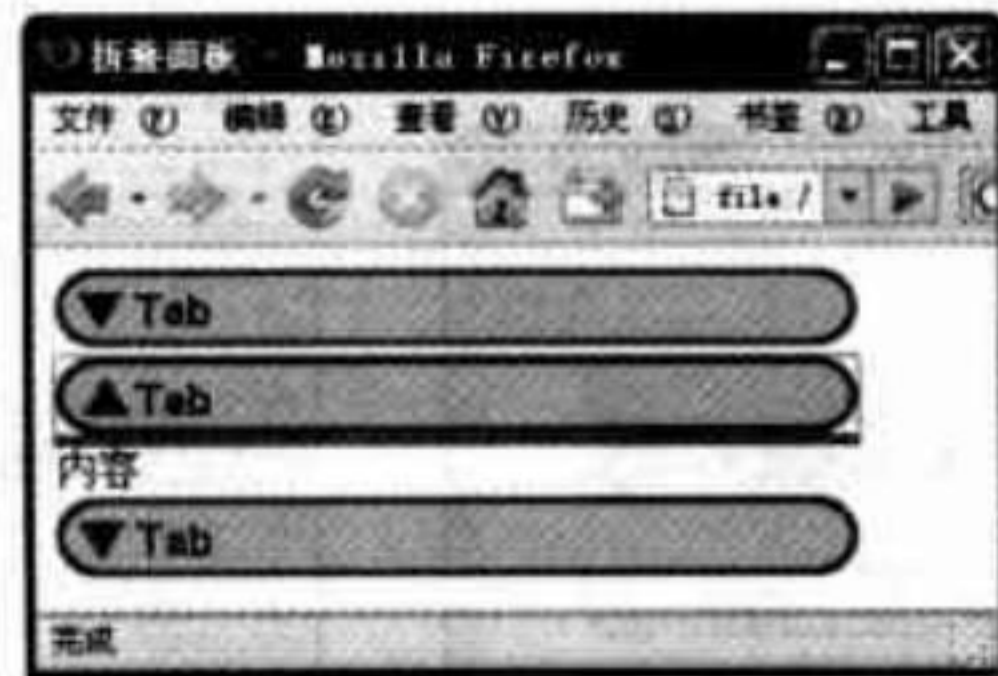 折叠面板 - Mozilla Firefox
文件 (F) 编辑 (E) 查看 (V) 历史 (S) 书签 (B) 工具
file /
Tab
Tab
内容
Tab
完成